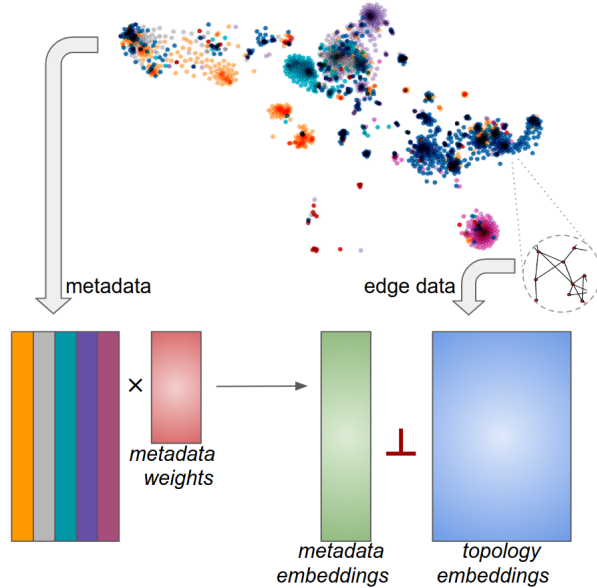 metadata
edge data
×
metadata
weights
⊥
metadata
embeddings
topology
embeddings